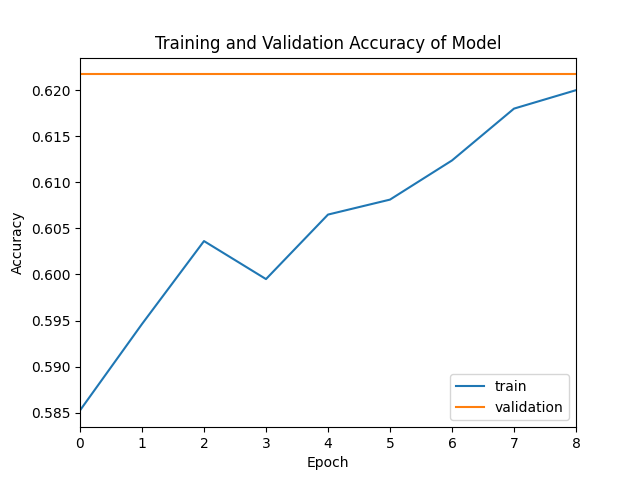 Training and Validation Accuracy of Model
0.620
0.615
0.610
0.605
0.600
0.595
0.590
0.585
Accuracy
train
validation
0 1 2 3 4 5 6 7 8
Epoch